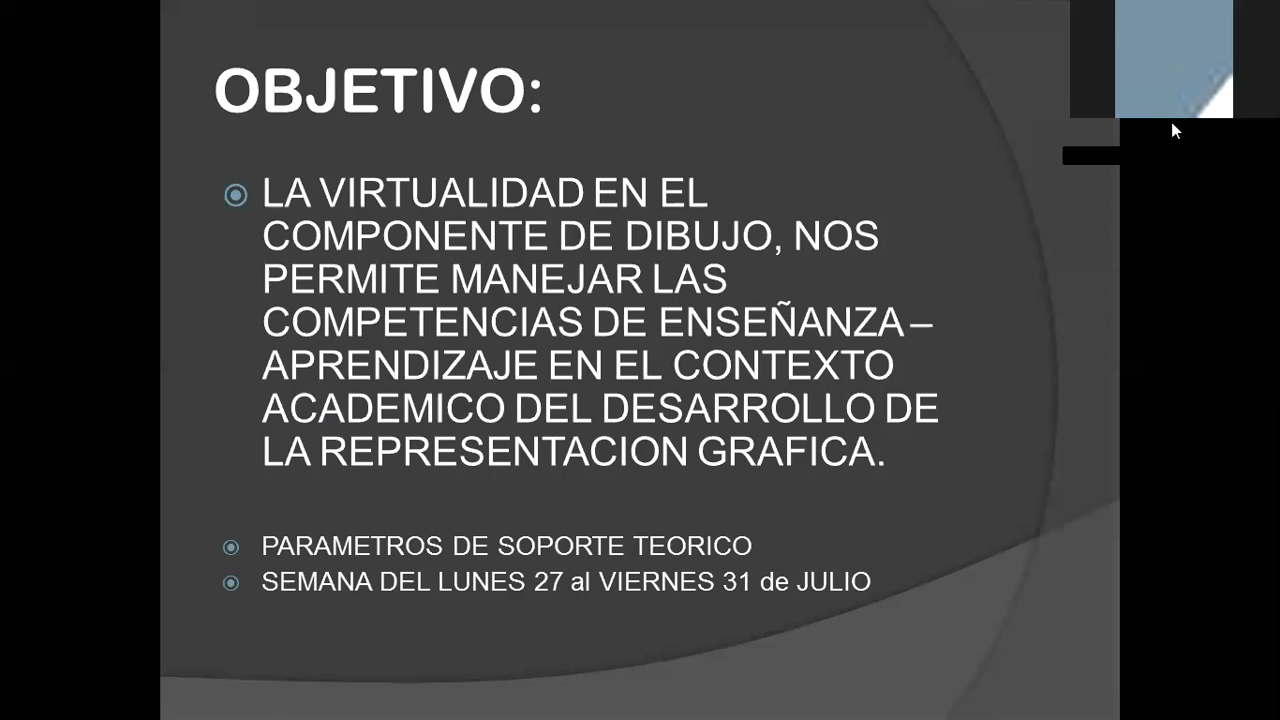 OBJETIVO:
LA VIRTUALIDAD EN EL
COMPONENTE DE DIBUJO, NOS
PERMITE MANEJAR LAS
COMPETENCIAS DE ENSEÑANZA –
APRENDIZAJE EN EL CONTEXTO
ACADEMICO DEL DESARROLLO DE
LA REPRESENTACION GRAFICA.
PARAMETROS DE SOPORTE TEORICO
SEMANA DEL LUNES 27 al VIERNES 31 de JULIO